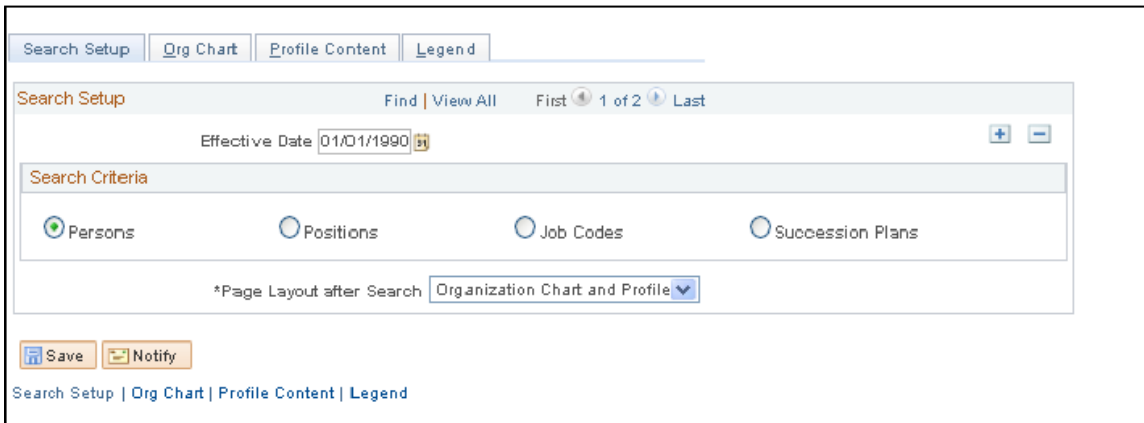 Search Setup Org Chart Profile Content Legend
Search Setup Find | View All First 1 of 2 Last
Effective Date 01/01/1990
Search Criteria
Persons Positions Job Codes Succession Plans
*Page Layout after Search Organization Chart and Profile
Save Notify
Search Setup | Org Chart | Profile Content | Legend